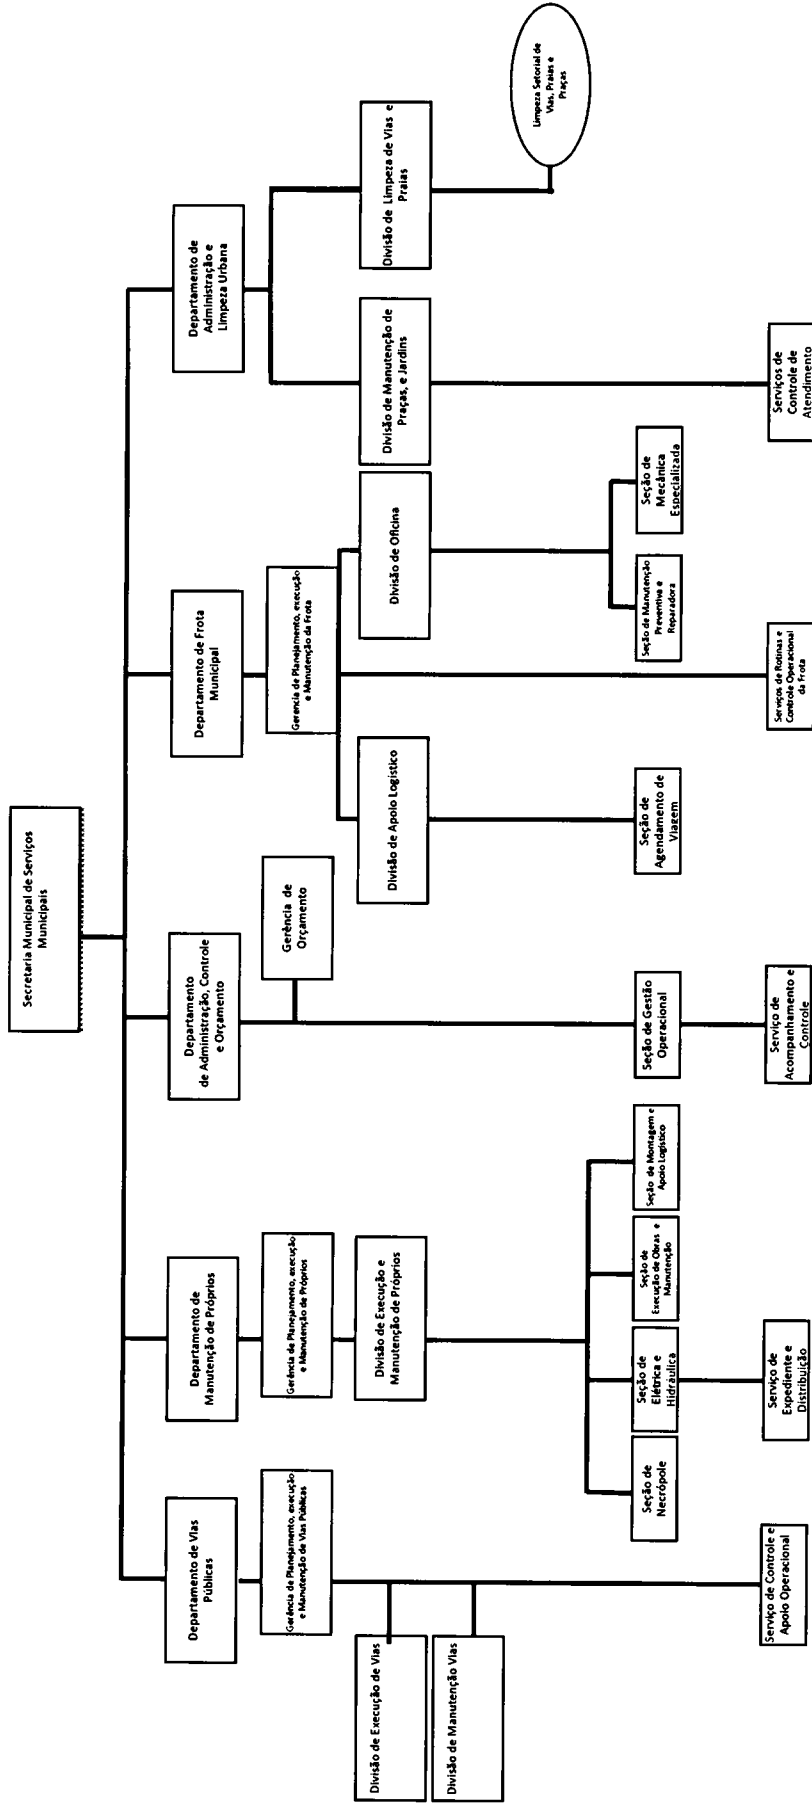 Secretaria Municipal de Serviços
Municipais
Departamento de Vias
Públicas
Departamento de
Manutenção de Próprios
Departamento
de Administração, Controle
e Orçamento
Departamento de Frota
Municipal
Departamento de
Administração e
Limpeza Urbana
Gerência de Planejamento, execução
e Manutenção de Vias Públicas
Gerência de Planejamento, execução
e Manutenção de Próprios
Gerência de
Orçamento
Gerencia de Planejamento, execução
e Manutenção da Frota
Divisão de Execução de Vias
Divisão de Manutenção Vias
Divisão de Execução e
Manutenção de Próprios
Divisão de Apoio Logístico
Divisão de Oficina
Divisão de Manutenção de
Praças, e Jardins
Divisão de Limpeza de Vias e
Praias
Limpeza Setorial de
Vias, Praias e
Praças
Seção de
Necrópole
Seção de
Elétrica e
Hidráulica
Seção de
Execução de Obras e
Manutenção
Seção de Montagem e
Apoio Logístico
Seção de Gestão
Operacional
Seção de
Agendamento de
Viagem
Seção de Manutenção
Preventiva e
Reparadora
Seção de
Mecânica
Especializada
Serviço de Controle e
Apoio Operacional
Serviço de
Expediente e
Distribuição
Serviço de
Acompanhamento e
Controle
Serviços de Rotinas e
Controle Operacional
da Frota
Serviços de
Controle de
Atendimento